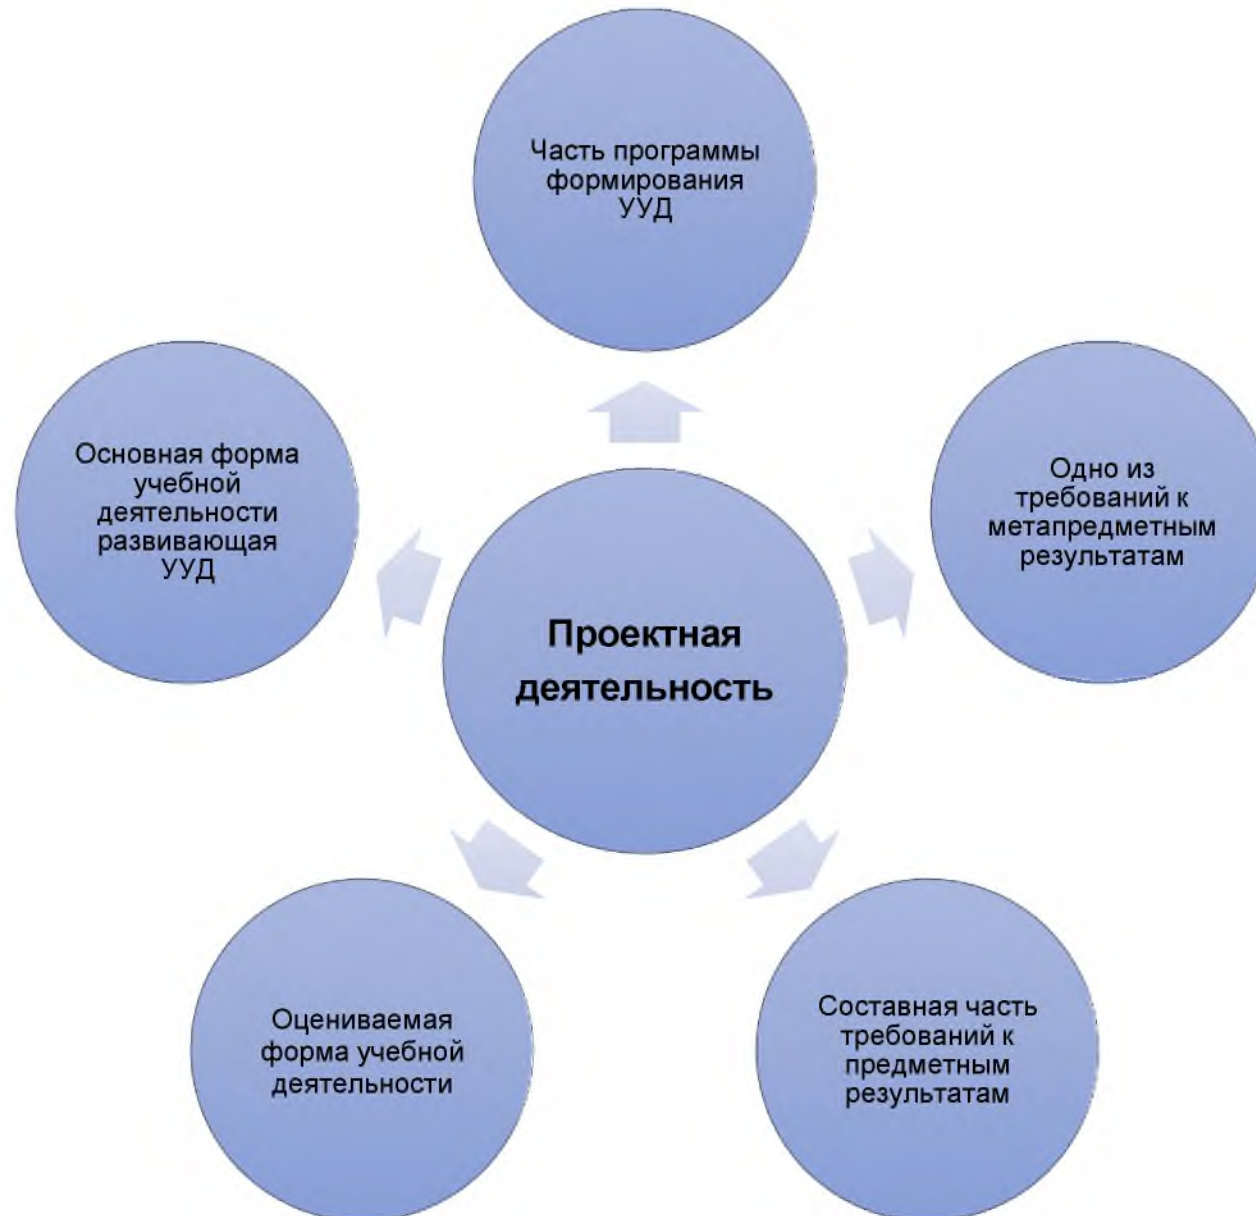 Часть программы
формирования
УУД
Основная форма
учебной
деятельности
развивающая
УУД
Одно из
требований к
метапредметным
результатам
Проектная
деятельность
Оцениваемая
форма учебной
деятельности
Составная часть
требований к
предметным
результатам